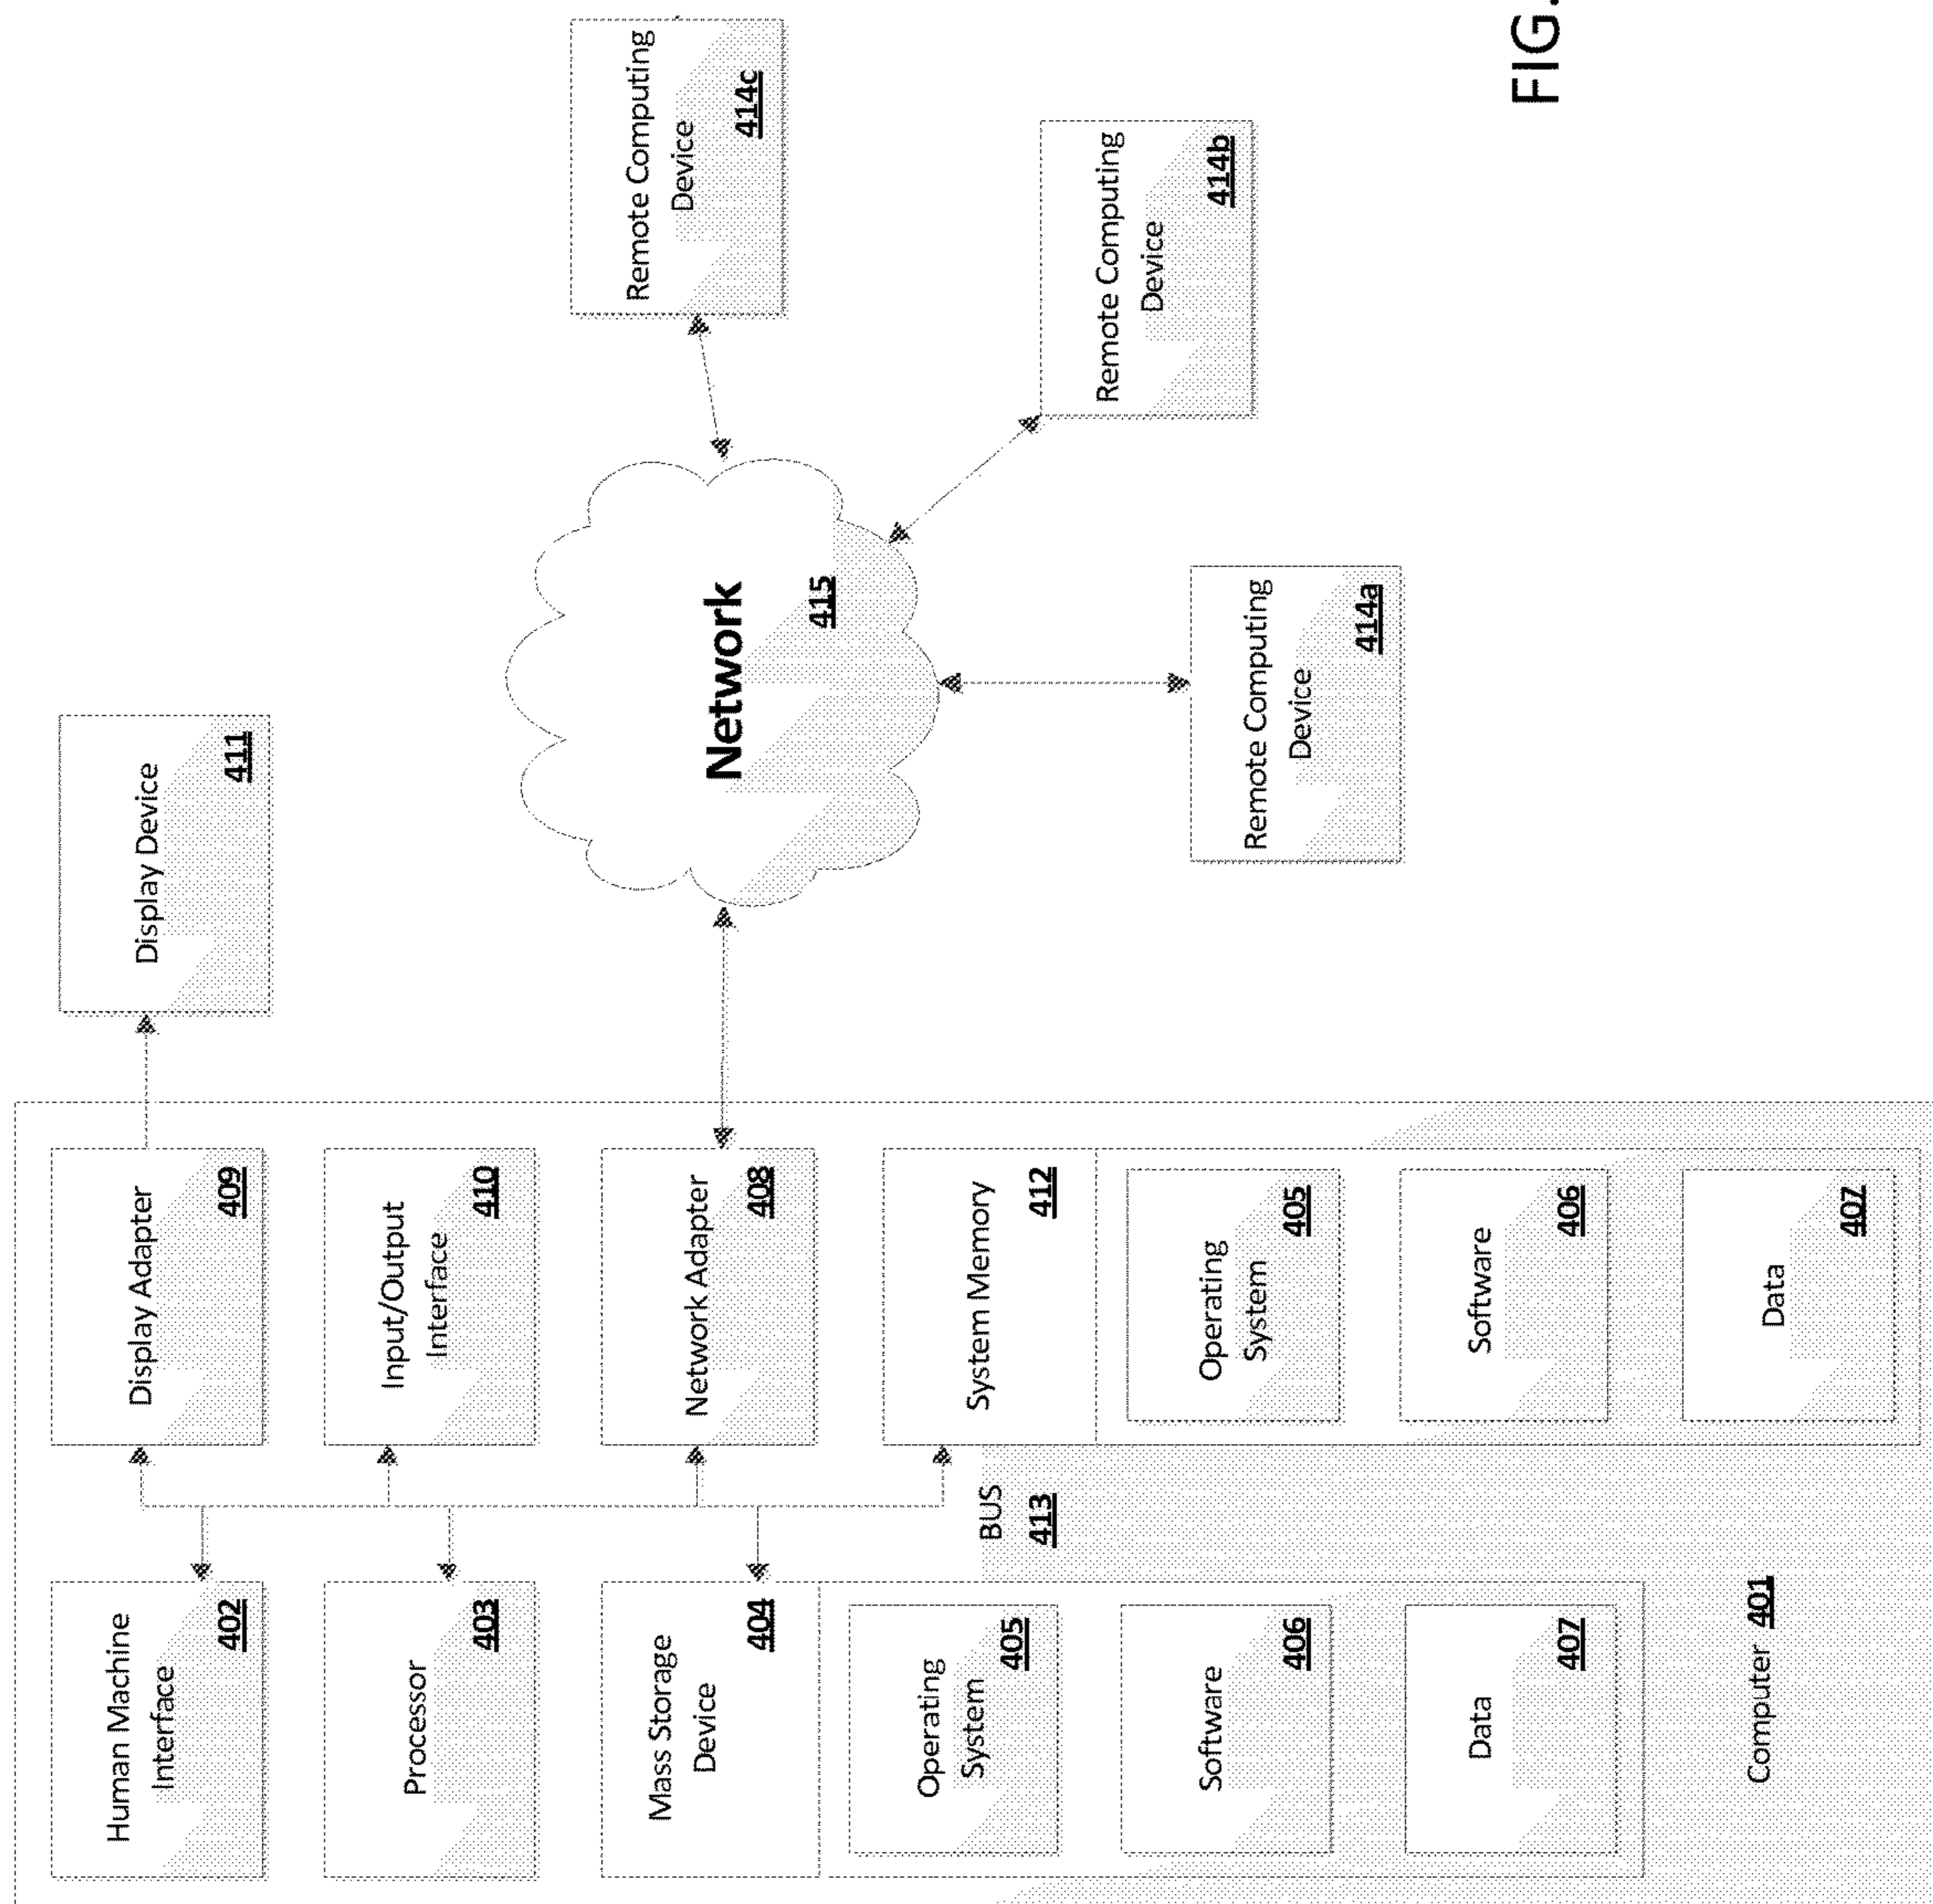 Human Machine
Interface
402
Processor
403
Mass Storage
Device
404
Operating
System
405
Software
406
Data
407
Computer 401
BUS
413
Display Adapter
409
Input/Output
Interface
410
Network Adapter
408
System Memory
412
Operating
System
405
Software
406
Data
407
Display Device
411
Network
415
Remote Computing
Device
414a
Remote Computing
Device
414b
Remote Computing
Device
414c
FIG.